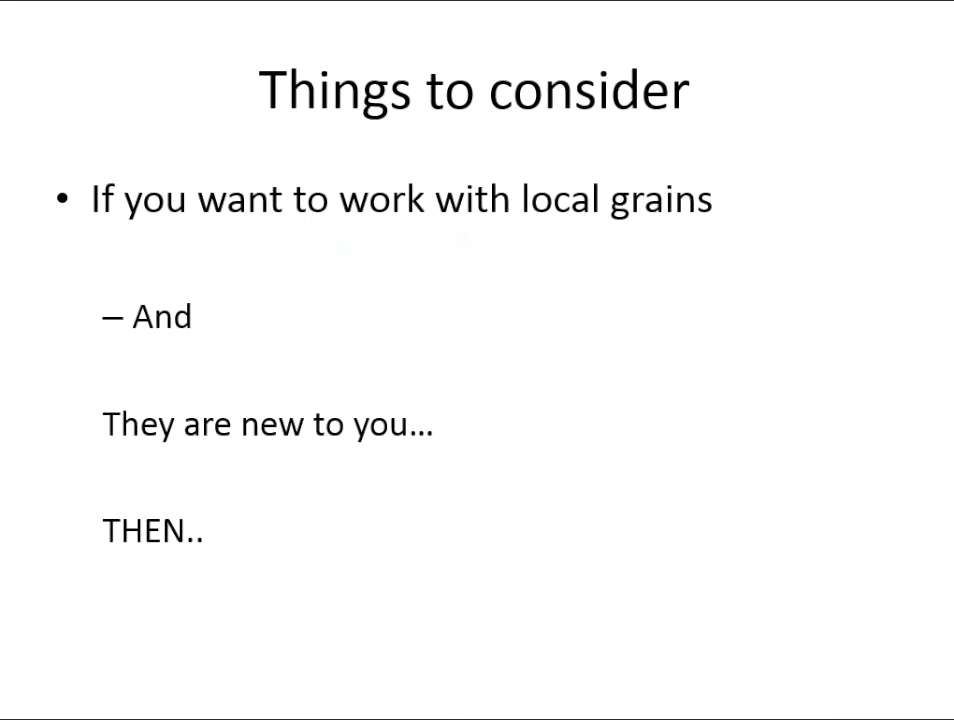 Things to consider
• If you want to work with local grains
– And
They are new to you...
THEN..